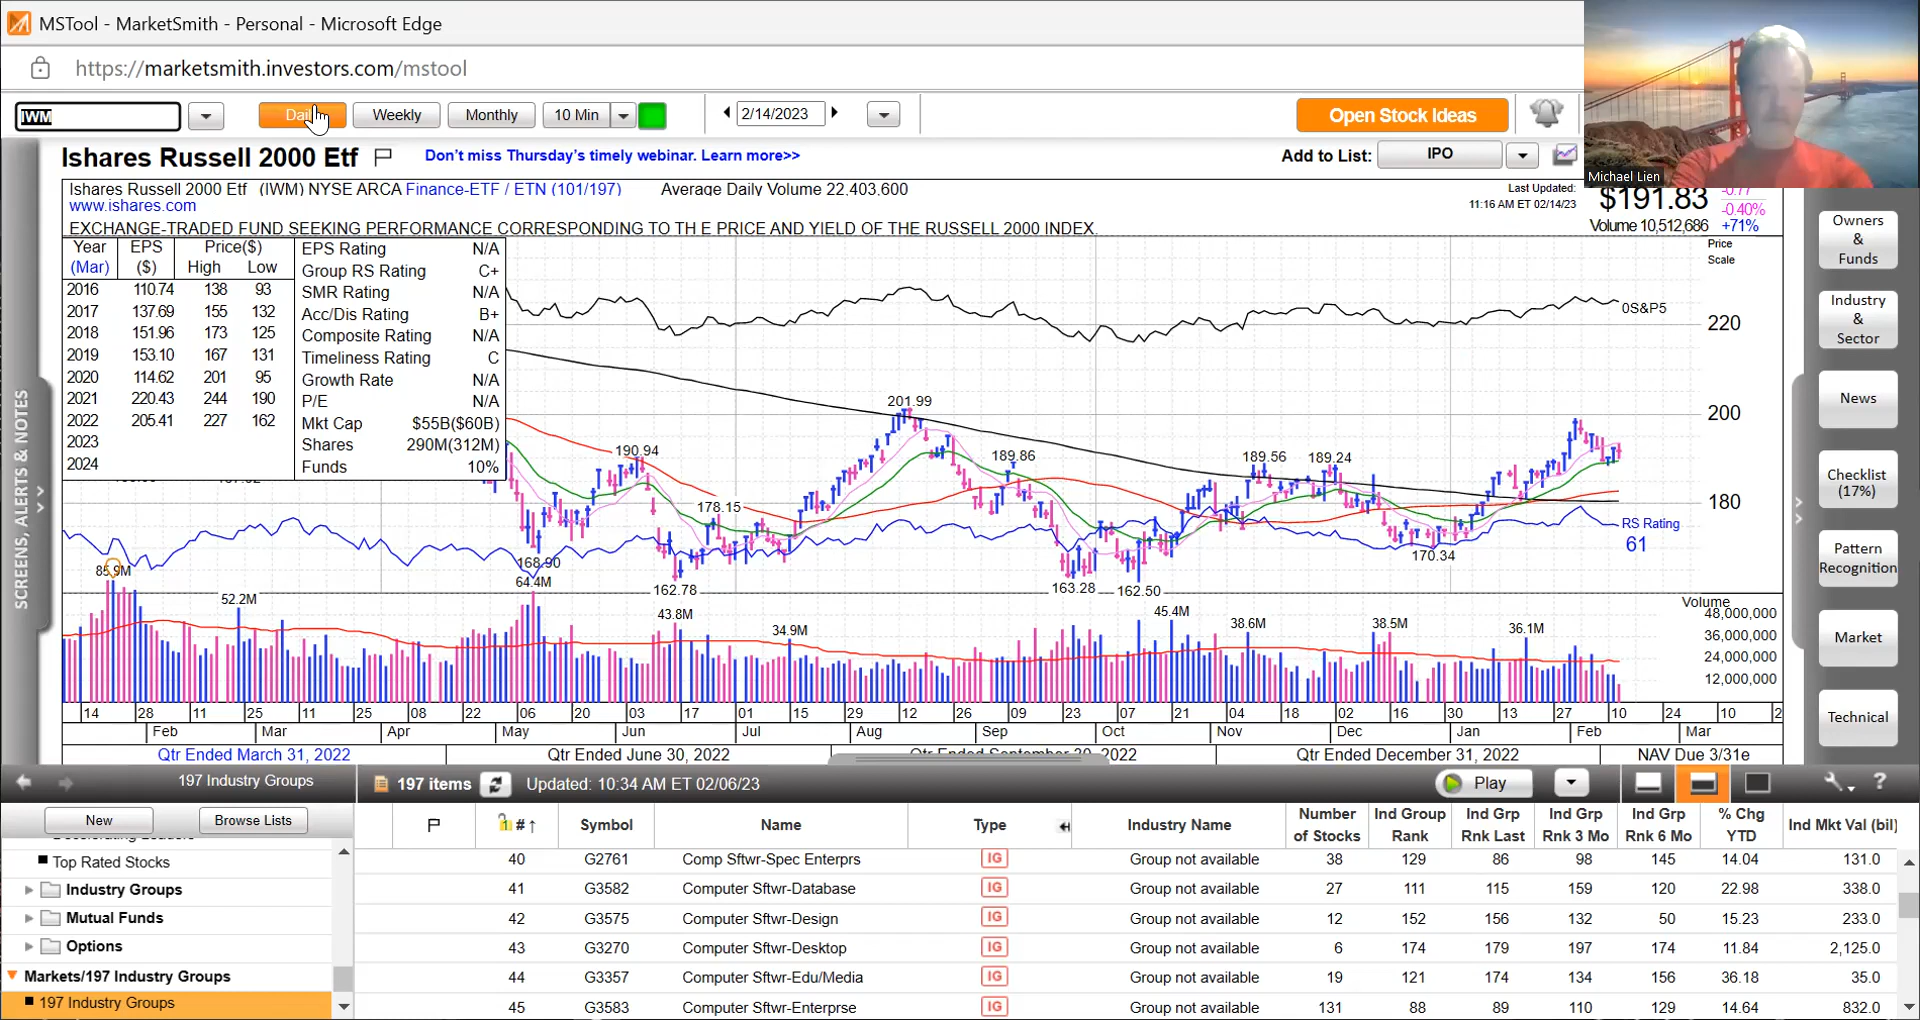 MSTool - MarketSmith - Personal - Microsoft Edge
https://marketsmith.investors.com/mstool
IWM
Weekly
Monthly
10 Min
2/14/2023
Open Stock Ideas
Michael Lien
Ishares Russell 2000 Etf
Don't miss Thursday's timely webinar. Learn more>>
Add to List:
IPO
Ishares Russell 2000 Etf (IWM) NYSE ARCA Finance-ETF / ETN (101/197) Average Daily Volume 22,403,600
www.ishares.com
Last Updated:
11:16 AM ET 02/14/23
$191.83
-0.77
-0.40%
Volume 10,512,686 +71%
EXCHANGE-TRADED FUND SEEKING PERFORMANCE CORRESPONDING TO TH E PRICE AND YIELD OF THE RUSSELL 2000 INDEX.
Year EPS Price($)
(Mar) ($) High Low
2016 110.74 138 93
2017 137.69 155 132
2018 151.96 173 125
2019 153.10 167 131
2020 114.62 201 95
2021 220.43 244 190
2022 205.41 227 162
2023
2024
EPS Rating N/A
Group RS Rating C+
SMR Rating N/A
Acc/Dis Rating B+
Composite Rating N/A
Timeliness Rating C
Growth Rate N/A
P/E N/A
Mkt Cap $55B($60B)
Shares 290M(312M)
Funds 10%
Price
Scale
0S&P5
220
200
180
201.99
190.94
189.86
189.56
189.24
178.15
168.90
170.34
162.78
163.28
162.50
RS Rating
61
85.9M
64.4M
52.2M
43.8M
34.9M
45.4M
38.6M
38.5M
36.1M
Volume
48,000,000
36,000,000
24,000,000
12,000,000
14 28 11 25 11 25 08 22 06 20 03 17 01 15 29 12 26 09 23 07 21 04 18 02 16 30 13 27 10 24 10
Feb Mar Apr May Jun Jul Aug Sep Oct Nov Dec Jan Feb Mar
Qtr Ended March 31, 2022
Qtr Ended June 30, 2022
Qtr Ended September 30, 2022
Qtr Ended December 31, 2022
NAV Due 3/31e
SCREENS, ALERTS & NOTES
Owners
&
Funds
Industry
&
Sector
News
Checklist
(17%)
Pattern
Recognition
Market
Technical
197 Industry Groups
197 items
Updated: 10:34 AM ET 02/06/23
Play
?
New
Browse Lists
Top Rated Stocks
Industry Groups
Mutual Funds
Options
Markets/197 Industry Groups
197 Industry Groups
# Symbol Name Type Industry Name Number of Stocks Ind Group Rank Ind Grp Rnk Last Ind Grp Rnk 3 Mo Ind Grp Rnk 6 Mo % Chg YTD Ind Mkt Val (bil)
40 G2761 Comp Sftwr-Spec Enterprs IG Group not available 38 129 86 98 145 14.04 131.0
41 G3582 Computer Sftwr-Database IG Group not available 27 111 115 159 120 22.98 338.0
42 G3575 Computer Sftwr-Design IG Group not available 12 152 156 132 50 15.23 233.0
43 G3270 Computer Sftwr-Desktop IG Group not available 6 174 179 197 174 11.84 2,125.0
44 G3357 Computer Sftwr-Edu/Media IG Group not available 19 121 174 134 156 36.18 35.0
45 G3583 Computer Sftwr-Enterprse IG Group not available 131 88 89 110 129 14.64 832.0